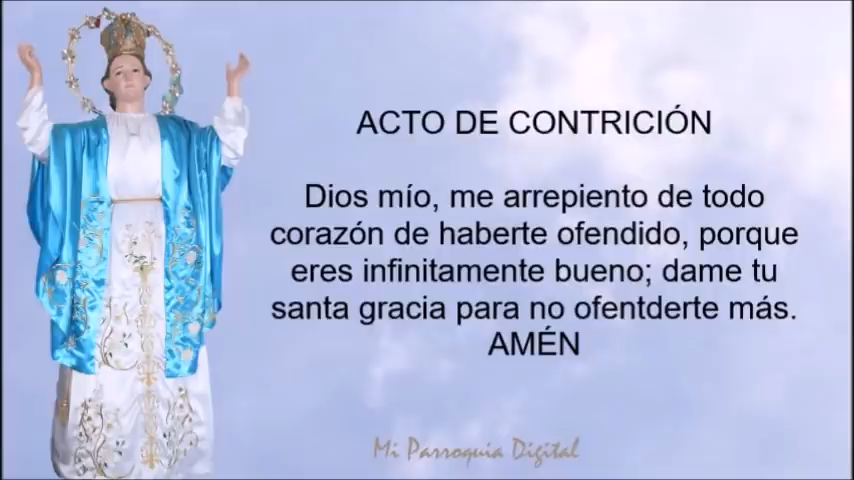 ACTO DE CONTRICIÓN
Dios mío, me arrepiento de todo
corazón de haberte ofendido, porque
eres infinitamente bueno; dame tu
santa gracia para no ofentderte más.
AMÉN
Mi Parroquia Digital